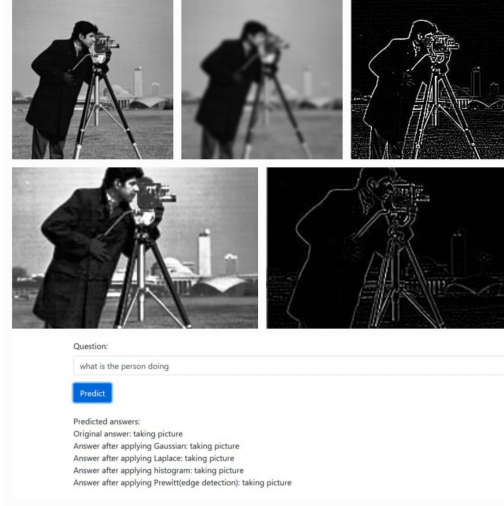 Question:
what is the person doing
Predict
Predicted answers:
Original answer: taking picture
Answer after applying Gaussian: taking picture
Answer after applying Laplace: taking picture
Answer after applying histogram: taking picture
Answer after applying Prewitt(edge detection): taking picture